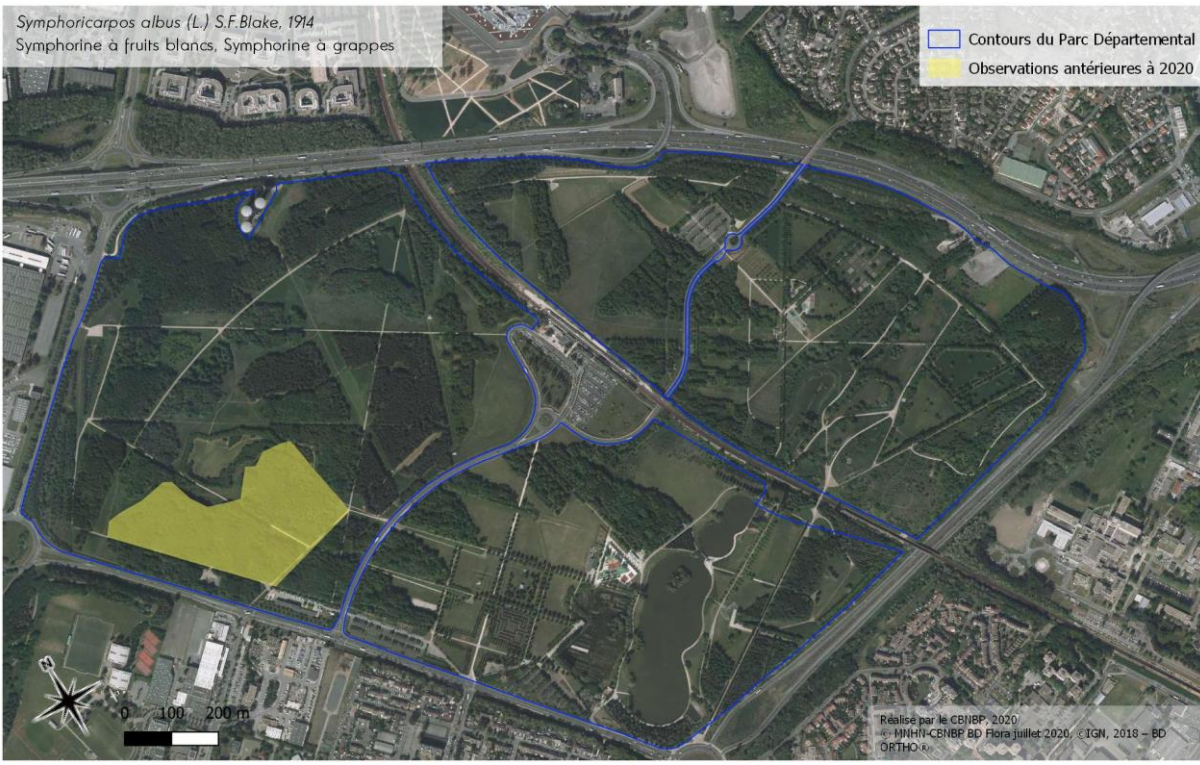 Symphoricarpos albus (L.) S.F.Blake, 1914
Symphorine à fruits blancs, Symphorine à grappes
Contours du Parc Départemental
Observations antérieures à 2020
N
0 100 200 m
Réalisé par le CBNBP, 2020
© MNHN-CBNBP BD Flora juillet 2020, ©IGN, 2018 – BD
ORTHO ®